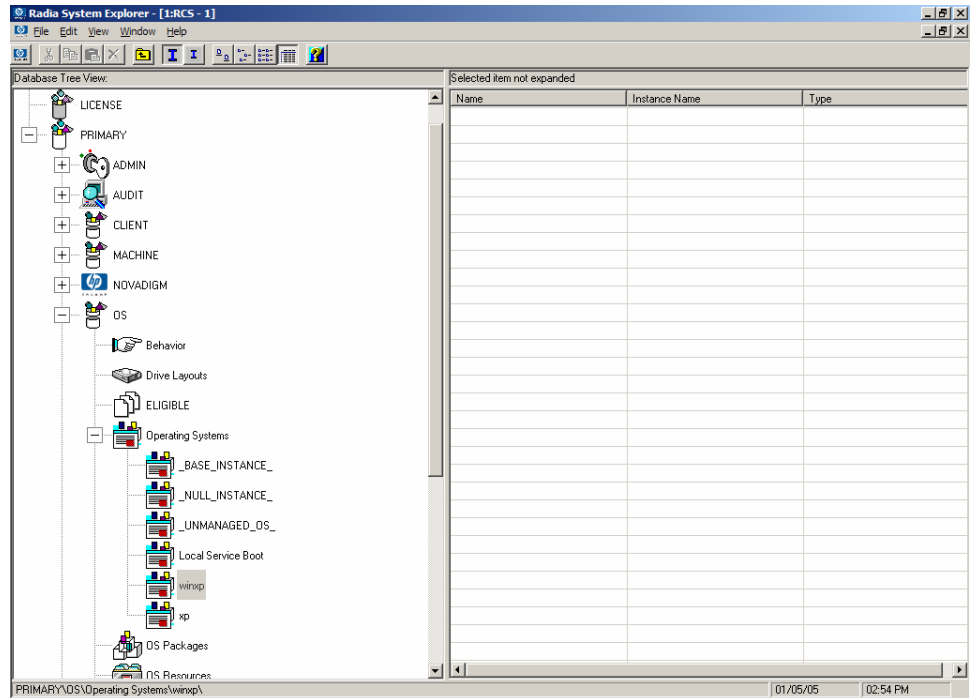 Radia System Explorer - [1:RCS - 1]
File Edit View Window Help
Database Tree View:
Selected item not expanded
Name Instance Name Type
LICENSE
PRIMARY
ADMIN
AUDIT
CLIENT
MACHINE
NOVADIGM
OS
Behavior
Drive Layouts
ELIGIBLE
Operating Systems
_BASE_INSTANCE_
_NULL_INSTANCE_
_UNMANAGED_OS_
Local Service Boot
winxp
xp
OS Packages
OS Resources
PRIMARY\OS\Operating Systems\winxp\ 01/05/05 02:54 PM